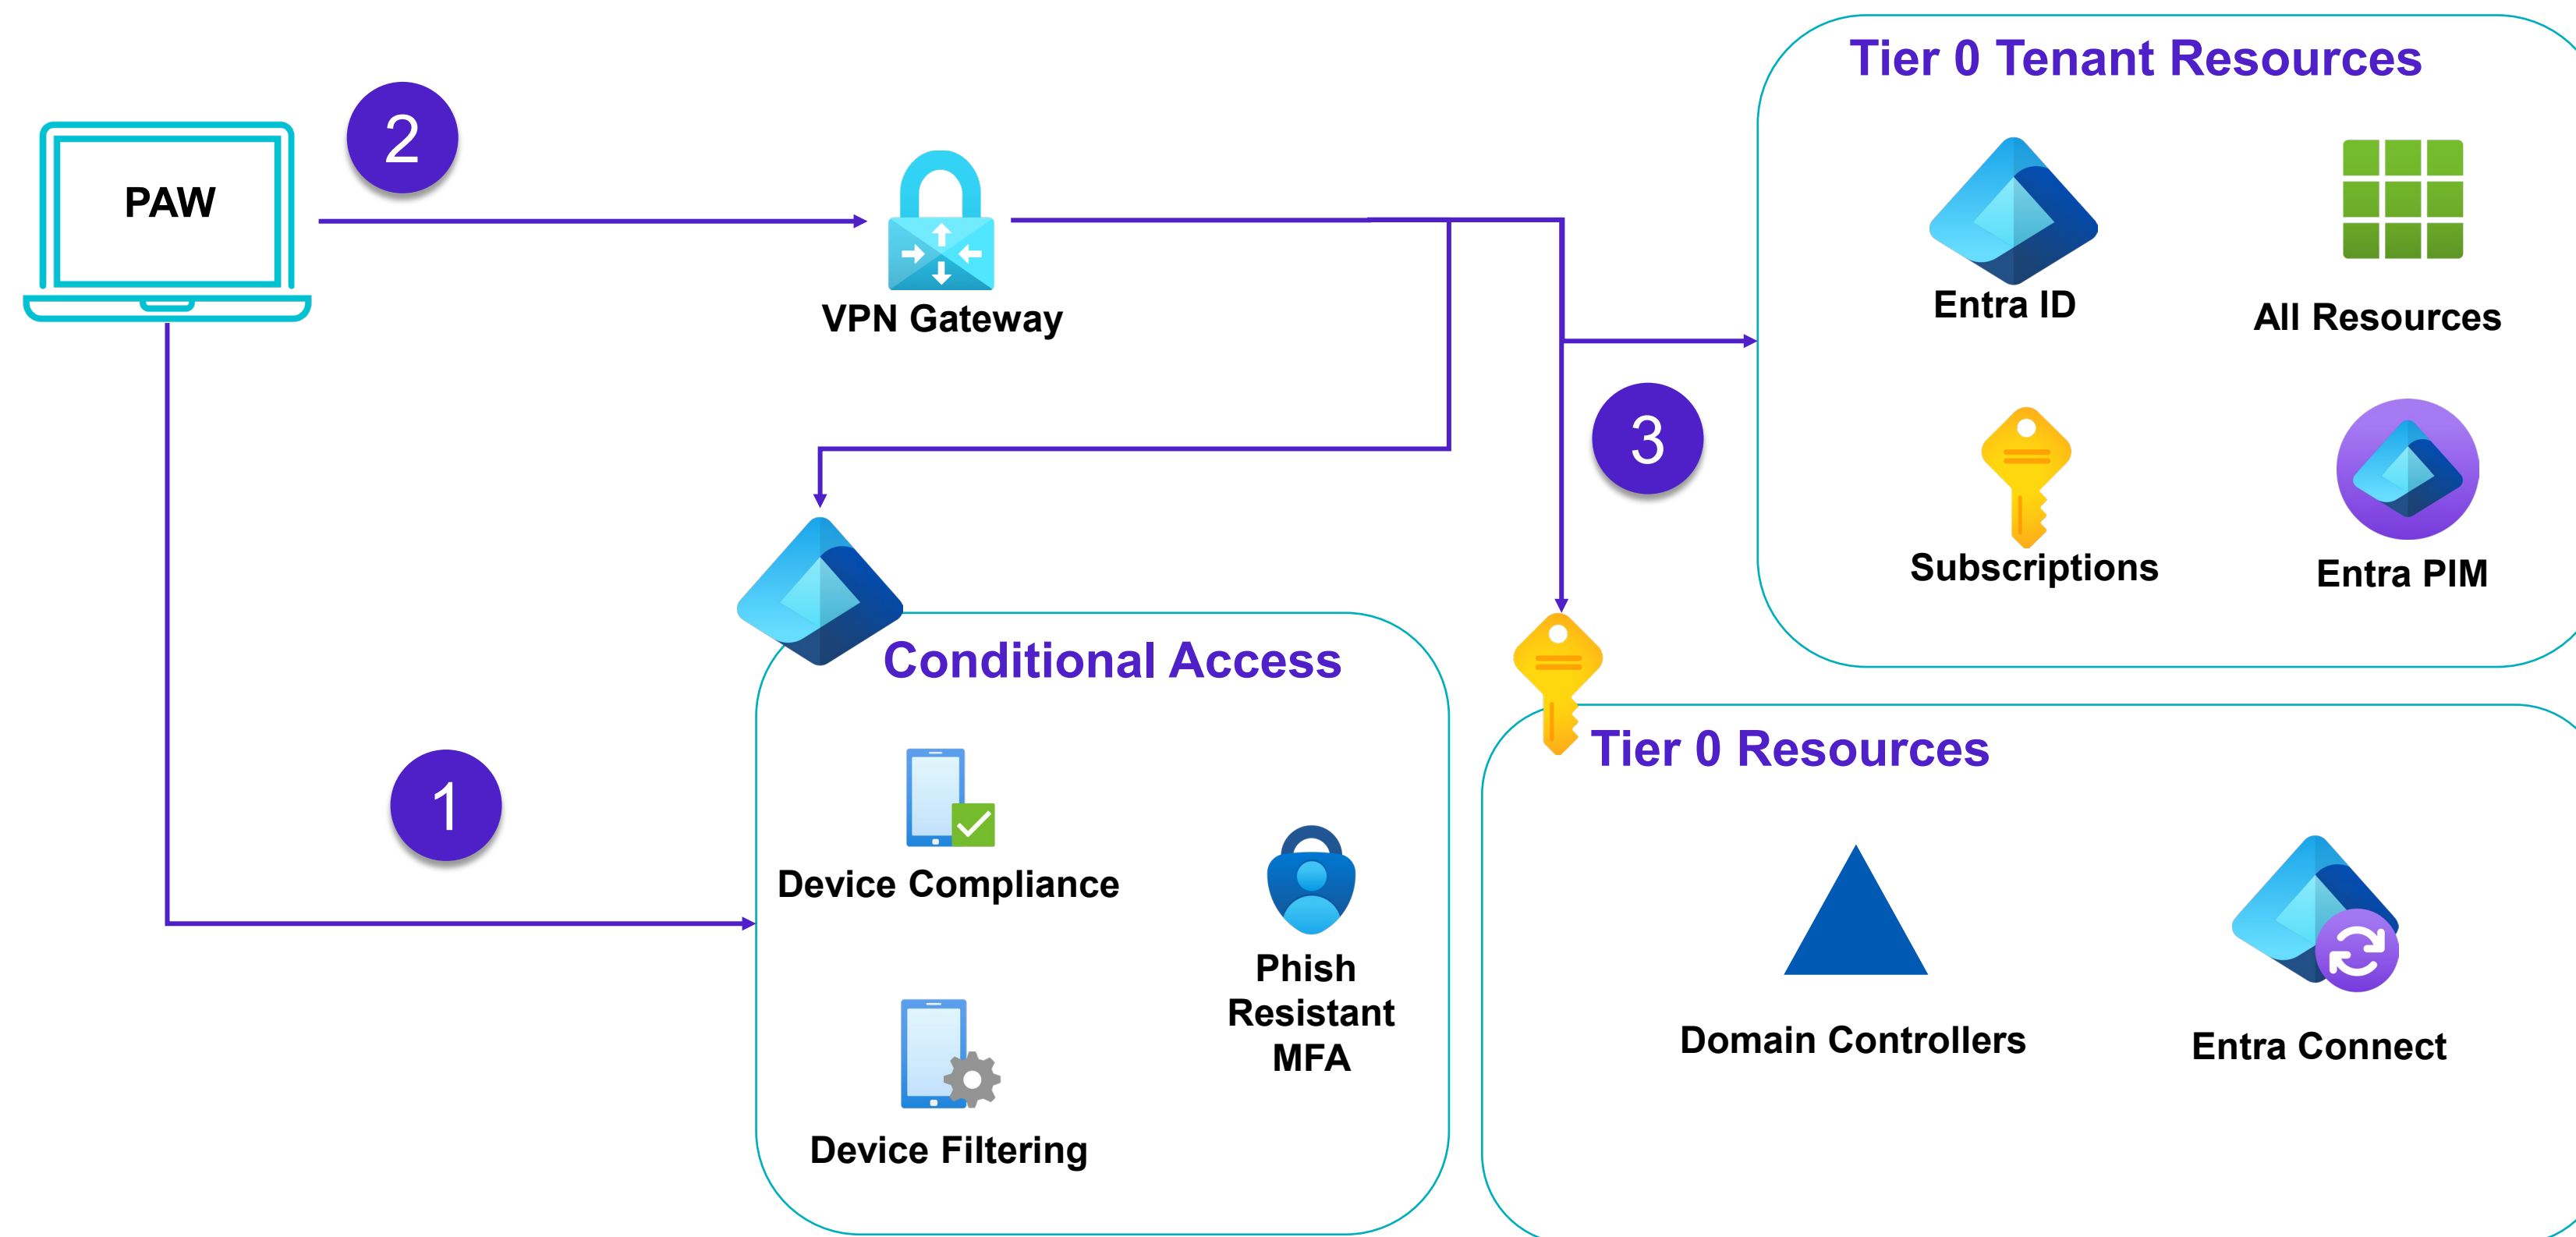 Tier 0 Tenant Resources
2
PAW
VPN Gateway
Entra ID
All Resources
3
Subscriptions
Entra PIM
Conditional Access
Tier 0 Resources
1
Device Compliance
Phish
Resistant
MFA
Domain Controllers
Entra Connect
Device Filtering